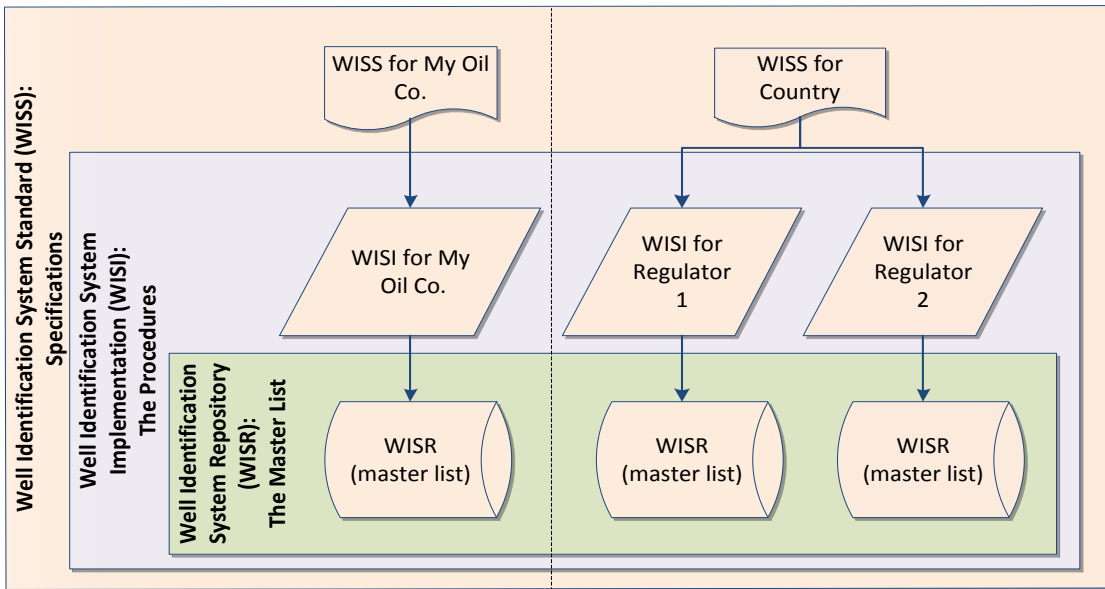 Well Identification System Standard (WISS):
Specifications
Well Identification System
Implementation (WISI):
The Procedures
Well Identification
System Repository
(WISR):
The Master List
WISS for My Oil
Co.
WISS for
Country
WISI for My
Oil Co.
WISI for
Regulator
1
WISI for
Regulator
2
WISR
(master list)
WISR
(master list)
WISR
(master list)